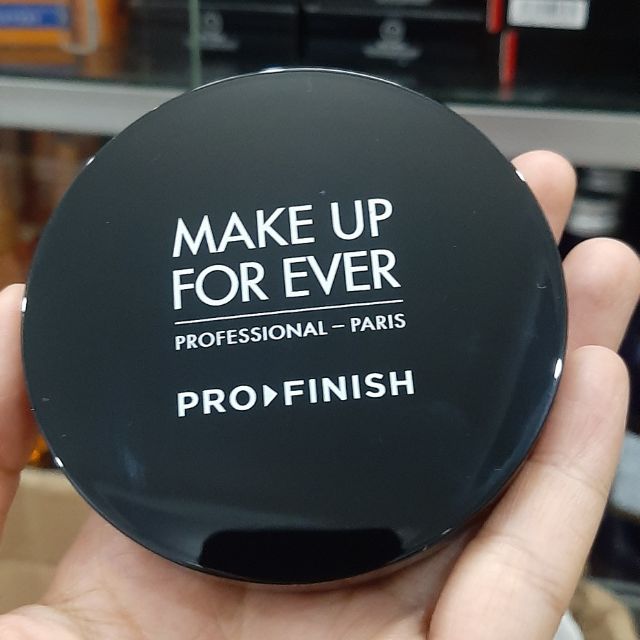 MAKE UP
FOR EVER
PROFESSIONAL – PARIS
PRO▸FINISH